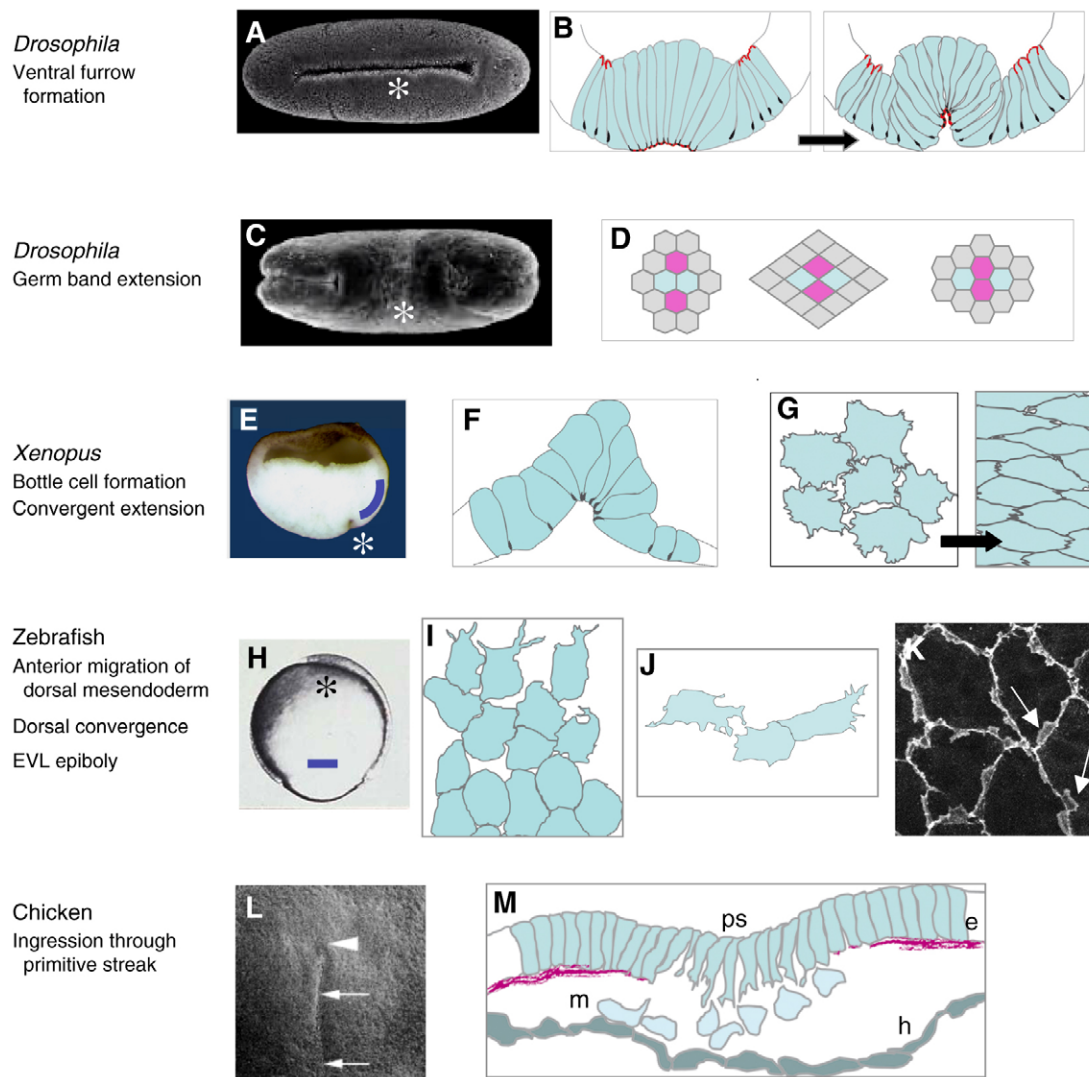 A
B
Drosophila
Ventral furrow
formation
*
C
D
Drosophila
Germ band extension
*
E
F
G
Xenopus
Bottle cell formation
Convergent extension
*
Zebrafish
Anterior migration of
dorsal mesendoderm
Dorsal convergence
EVL epiboly
H
*
I
J
K
Chicken
Ingression through
primitive streak
L
M
ps
e
m
h